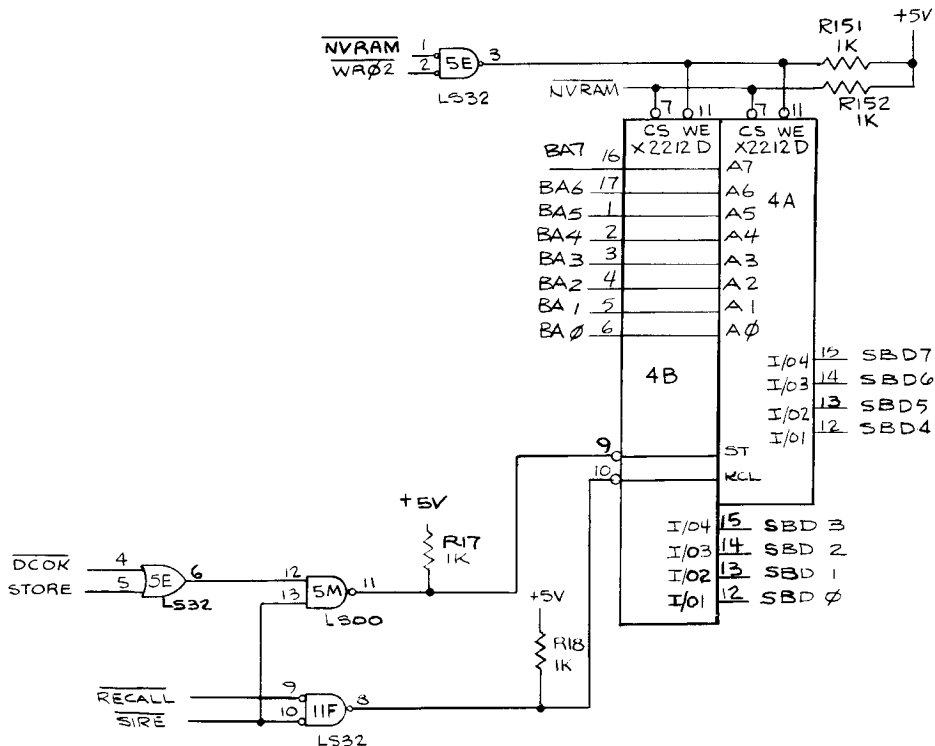 +5V
R151
1K
NVRAM 1
WRØ2 2
5E
3
LS32
NVRAM
R152
1K
7 11 7 11
CS WE CS WE
X2212D X2212D
BA7 16 A7
BA6 17 A6
4A
BA5 1 A5
BA4 2 A4
BA3 3 A3
BA2 4 A2
BA1 5 A1
BAØ 6 AØ
4B
I/O4 15 SBD7
I/O3 14 SBD6
I/O2 13 SBD5
I/O1 12 SBD4
9 ST
10 RCL
+5V
R17
1K
I/O4 15 SBD 3
I/O3 14 SBD 2
I/O2 13 SBD 1
I/O1 12 SBD Ø
DCOK 4
STORE 5
5E
6
LS32
12
13
5M
11
LS00
+5V
R18
1K
RECALL 9
SIRE 10
11F
8
LS32